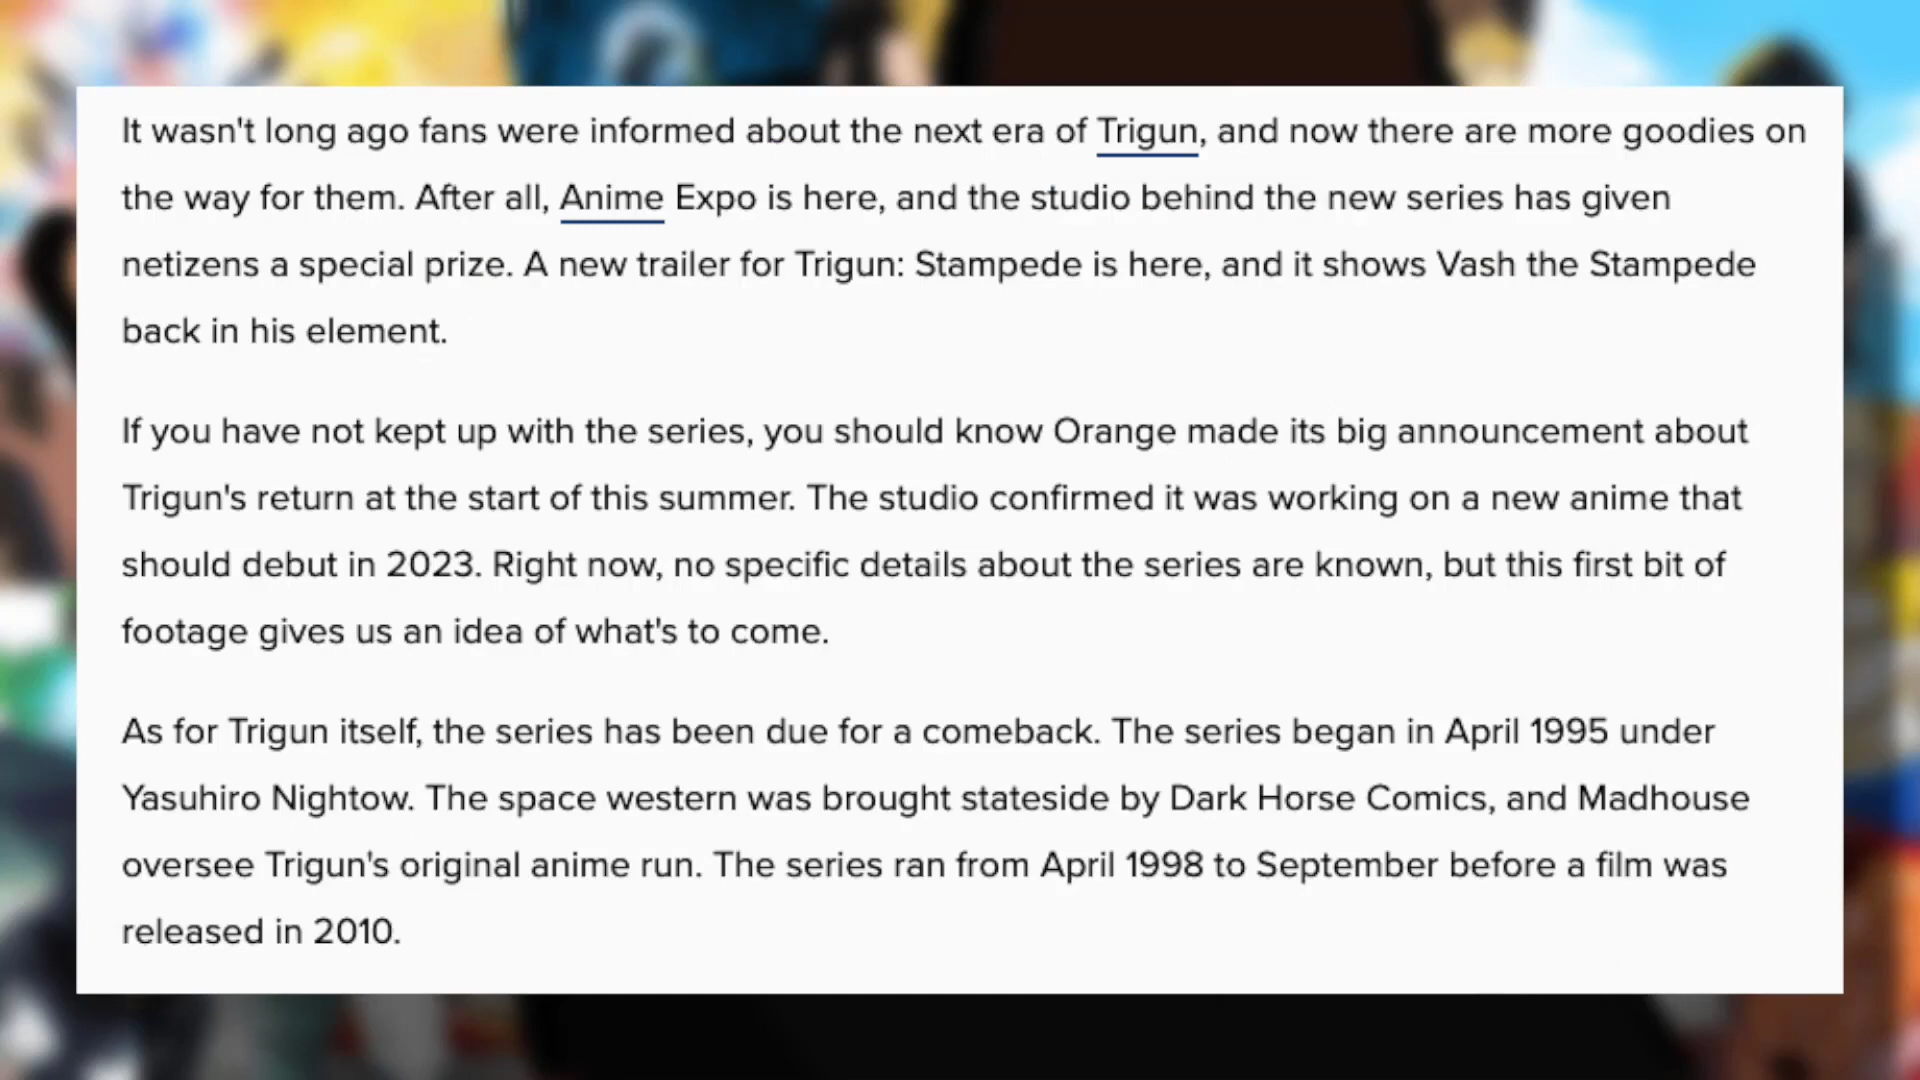 It wasn't long ago fans were informed about the next era of Trigun, and now there are more goodies on
the way for them. After all, Anime Expo is here, and the studio behind the new series has given
netizens a special prize. A new trailer for Trigun: Stampede is here, and it shows Vash the Stampede
back in his element.
If you have not kept up with the series, you should know Orange made its big announcement about
Trigun's return at the start of this summer. The studio confirmed it was working on a new anime that
should debut in 2023. Right now, no specific details about the series are known, but this first bit of
footage gives us an idea of what's to come.
As for Trigun itself, the series has been due for a comeback. The series began in April 1995 under
Yasuhiro Nightow. The space western was brought stateside by Dark Horse Comics, and Madhouse
oversee Trigun's original anime run. The series ran from April 1998 to September before a film was
released in 2010.